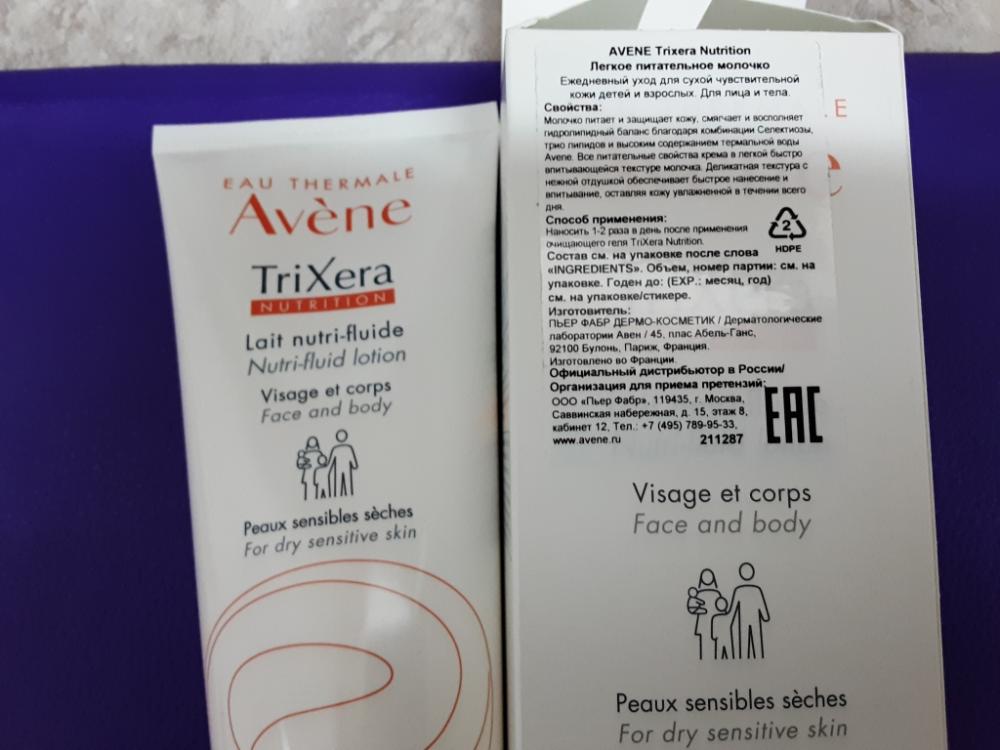 EAU THERMALE
Avène
TriXera
NUTRITION
Lait nutri-fluide
Nutri-fluid lotion
Visage et corps
Face and body
Peaux sensibles sèches
For dry sensitive skin
AVENE Trixera Nutrition
Легкое питательное молочко
Ежедневный уход для сухой чувствительной
кожи детей и взрослых. Для лица и тела.
Свойства:
Молочко питает и защищает кожу, смягчает и восполняет
гидролипидный баланс благодаря комбинации Селектиозы,
трио липидов и высоким содержанием термальной воды
Avene. Все питательные свойства крема в легкой быстро
впитывающейся текстуре молочка. Деликатная текстура с
нежной отдушкой обеспечивает быстрое нанесение и
впитывание, оставляя кожу увлажненной в течении всего
дня.
Способ применения:
Наносить 1-2 раза в день после применения
очищающего геля TriXera Nutrition.
Состав см. на упаковке после слова
«INGREDIENTS». Объем, номер партии: см. на
упаковке. Годен до: (EXP.: месяц, год)
см. на упаковке/стикере.
Изготовитель:
ПЬЕР ФАБР ДЕРМО-КОСМЕТИК / Дерматологические
лаборатории Авен / 45, плас Абель-Ганс,
92100 Булонь, Париж, Франция.
Изготовлено во Франции.
Официальный дистрибьютор в России/
Организация для приема претензий:
ООО «Пьер Фабр», 119435, г. Москва,
Саввинская набережная, д. 15, этаж 8,
кабинет 12, Тел.: +7 (495) 789-95-33,
www.avene.ru 211287
2
HDPE
EAC
E
e
Visage et corps
Face and body
Peaux sensibles sèches
For dry sensitive skin